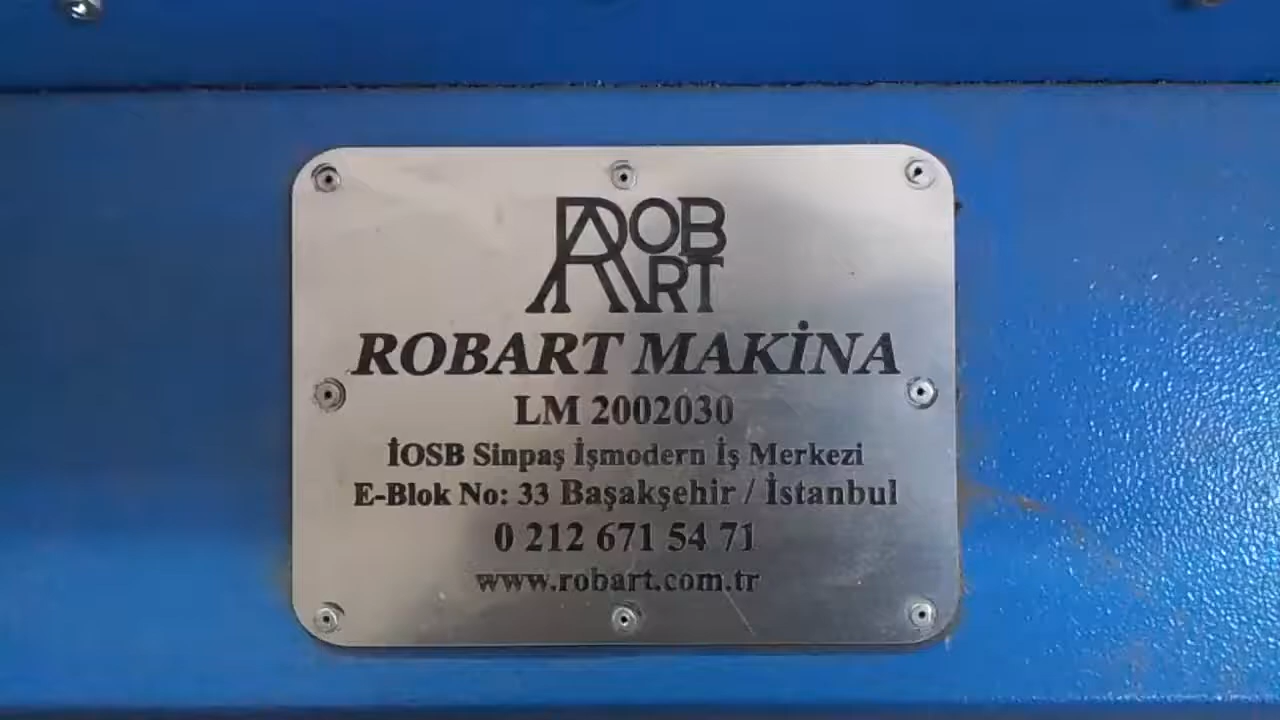 ROB
ART
ROBART MAKİNA
LM 2002030
İOSB Sinpaş İşmodern İş Merkezi
E-Blok No: 33 Başakşehir / İstanbul
0 212 671 54 71
www.robart.com.tr